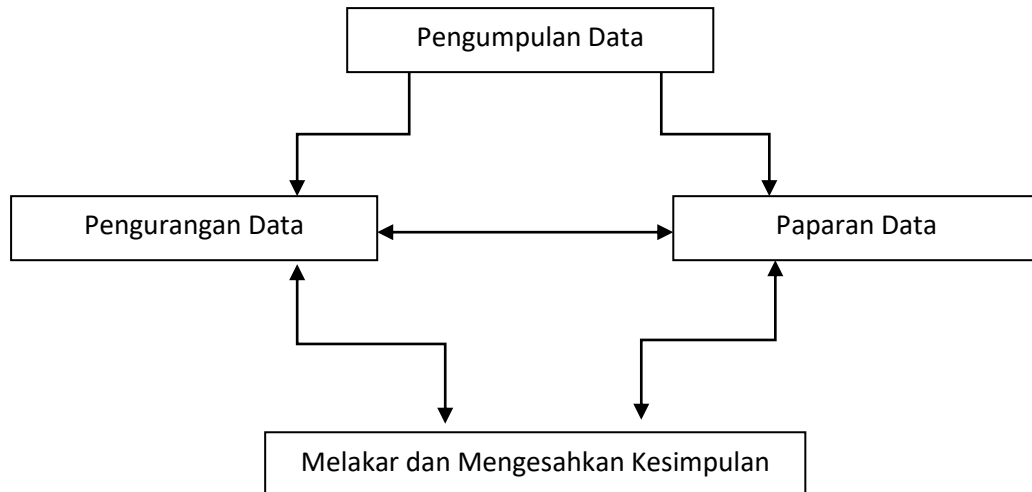 Pengumpulan Data
Pengurangan Data
Paparan Data
Melakar dan Mengesahkan Kesimpulan